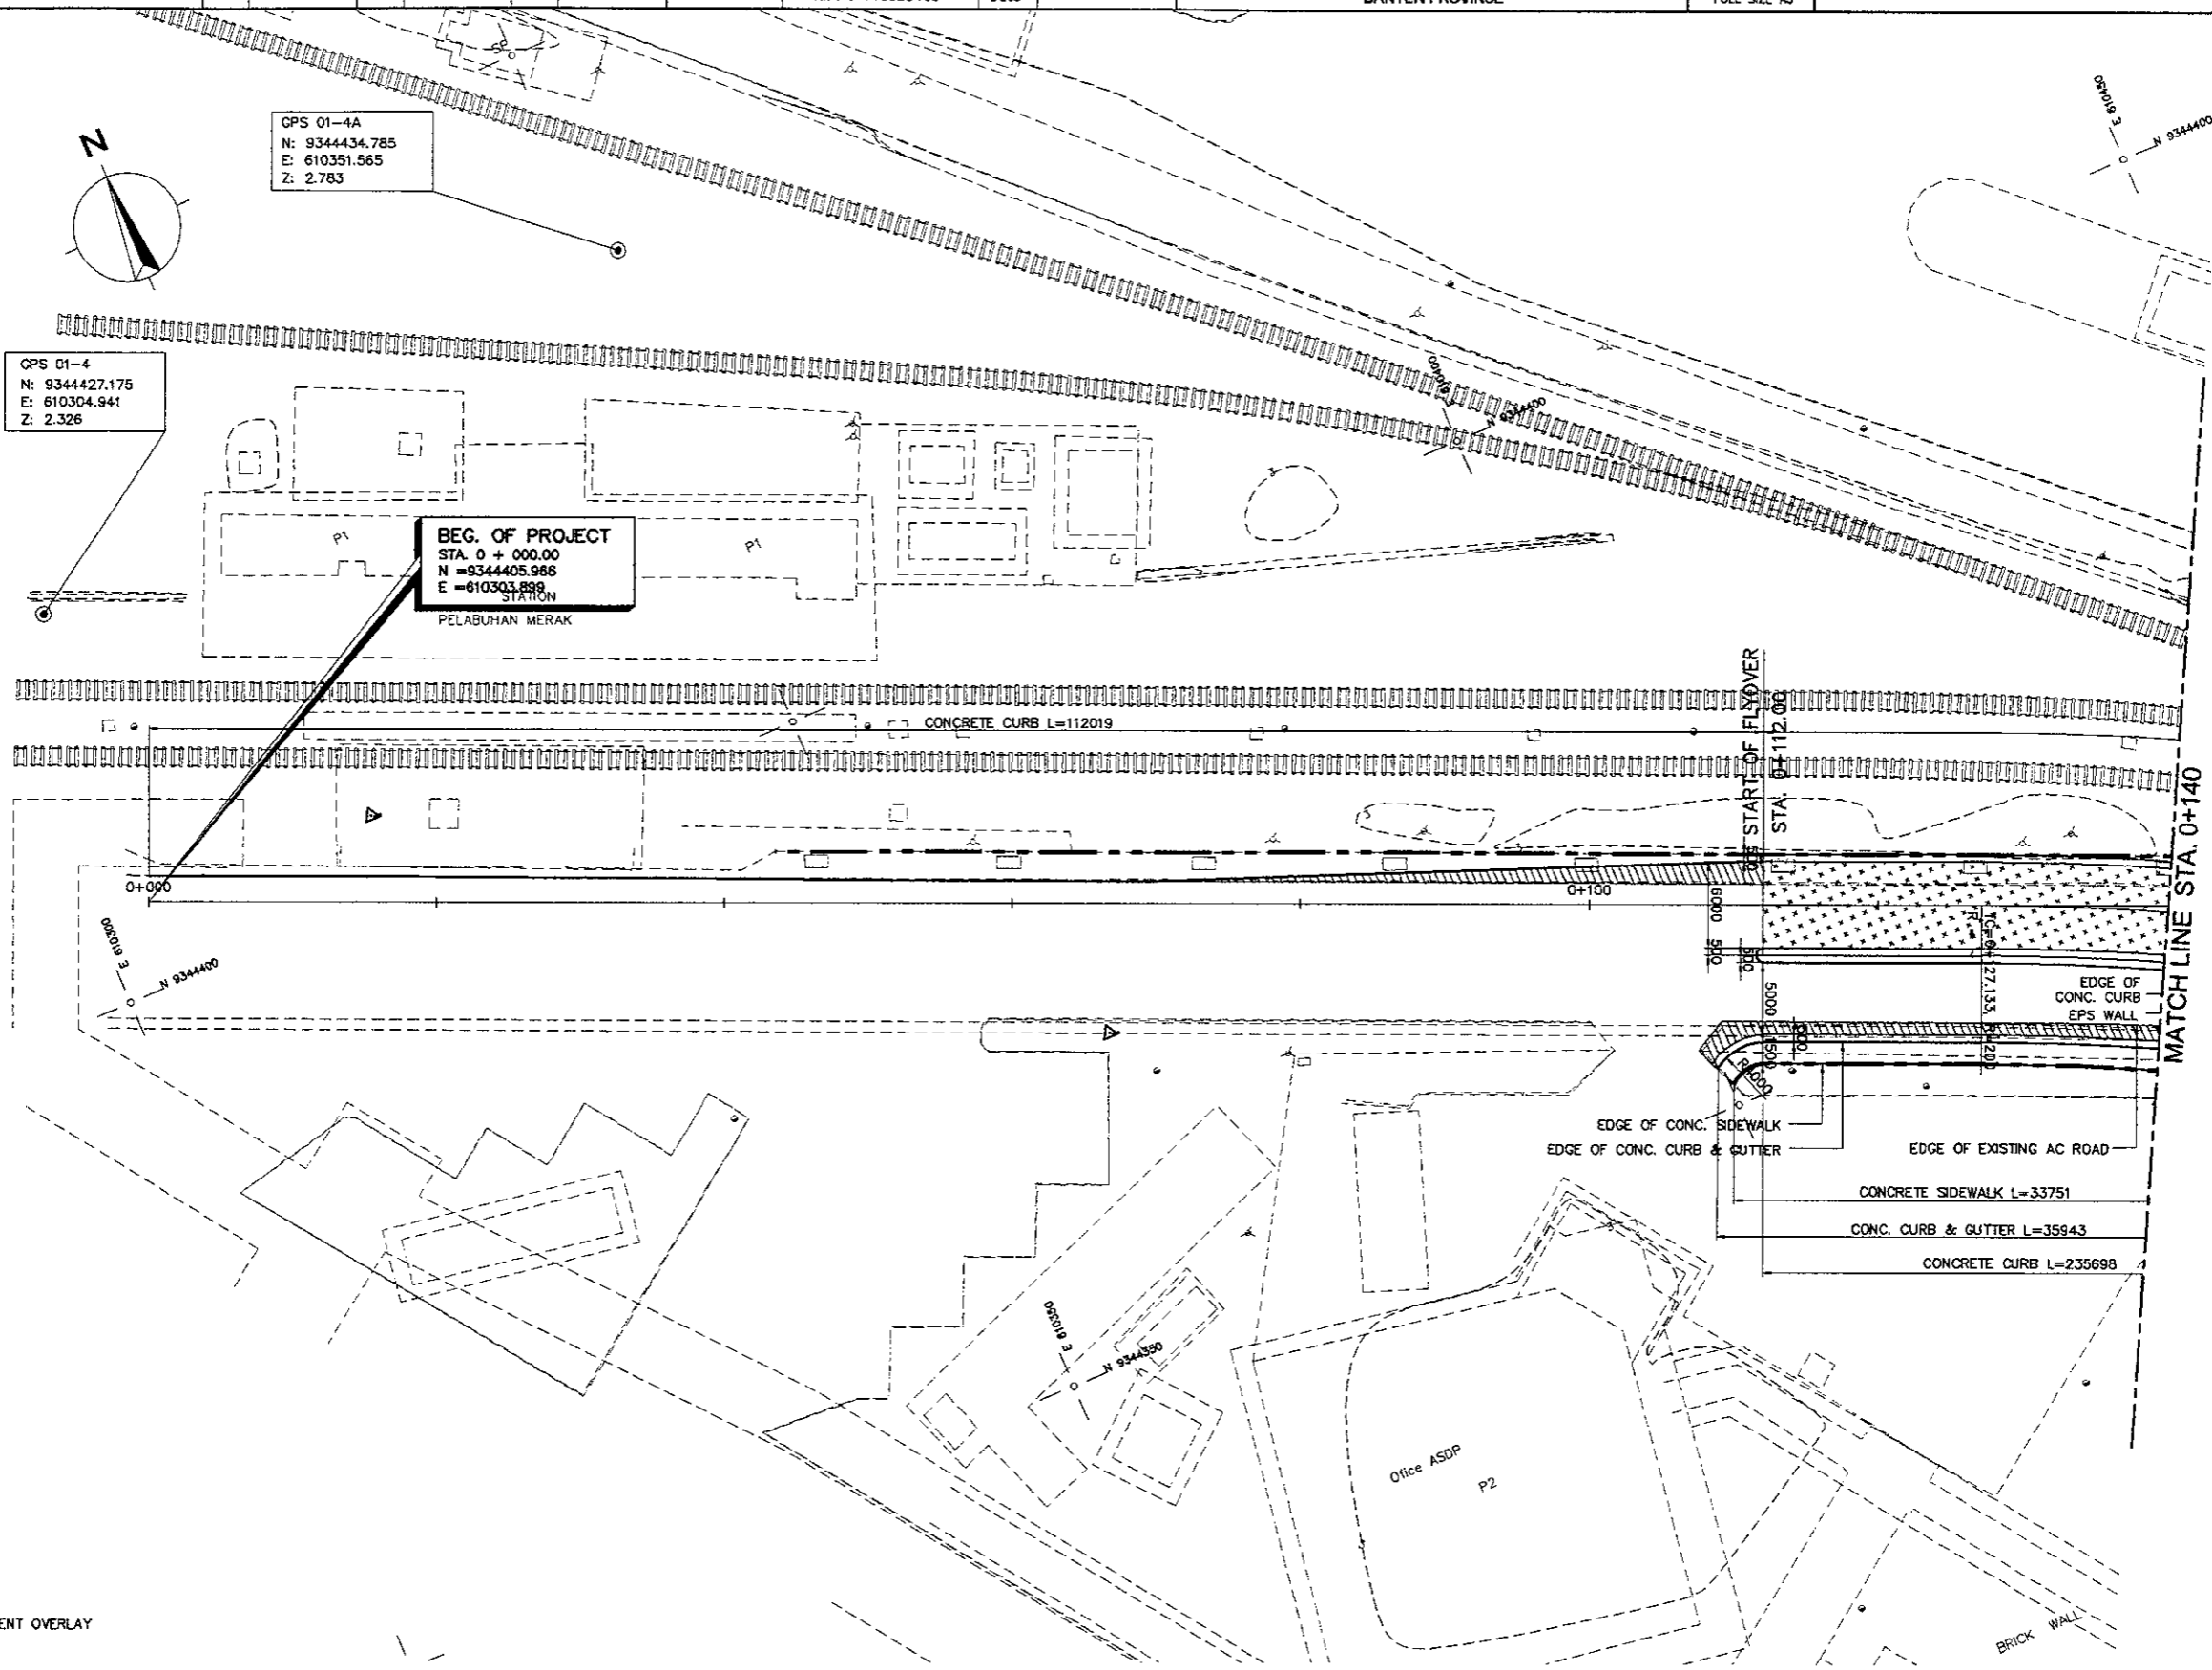 BANTEN PROVINCE
N
GPS 01-4A
N: 9344434.785
E: 610351.565
Z: 2.783
E 610450
N 9344400
GPS 01-4
N: 9344427.175
E: 610304.941
Z: 2.326
610400
N 9344400
P1
P1
BEG. OF PROJECT
STA. 0 + 000.00
N =9344405.966
E =610303.899
STATION
PELABUHAN MERAK
CONCRETE CURB L=112019
START OF FLYOVER
STA. 0+112.00
MATCH LINE STA. 0+140
0+000
0+100
6000
500
500
5000
1500
R4000
E 610300
N 9344400
EDGE OF
CONC. CURB
EPS WALL
EDGE OF CONC. SIDEWALK
EDGE OF CONC. CURB & GUTTER
EDGE OF EXISTING AC ROAD
CONCRETE SIDEWALK L=33751
CONC. CURB & GUTTER L=35943
CONCRETE CURB L=235698
E 610350
N 9344350
Ofice ASDP
P2
BRICK WALL
ENT OVERLAY